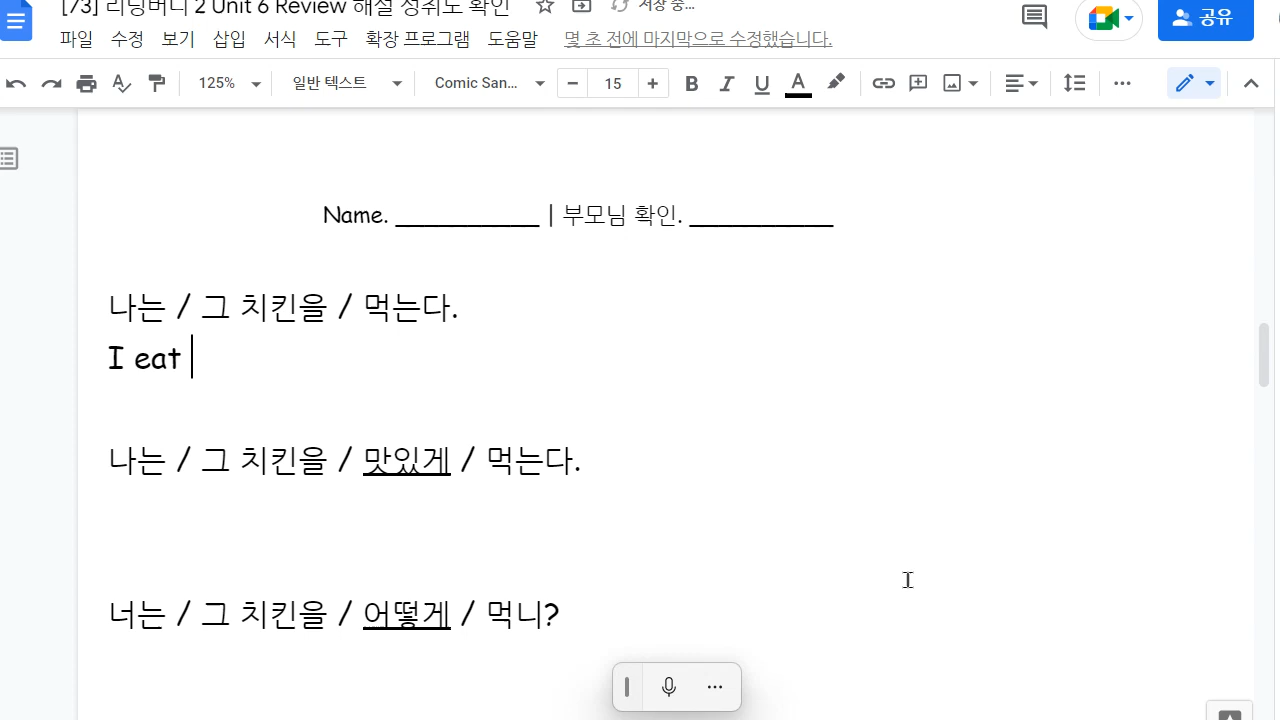 [73] 리딩버디 2 Unit 6 Review 해설 성취도 확인 저장 중...
파일 수정 보기 삽입 서식 도구 확장 프로그램 도움말 몇 초 전에 마지막으로 수정했습니다.
공유
125% 일반 텍스트 Comic San... 15 B I U A
Name. __________ | 부모님 확인. __________
나는 / 그 치킨을 / 먹는다.
I eat
나는 / 그 치킨을 / 맛있게 / 먹는다.
너는 / 그 치킨을 / 어떻게 / 먹니?